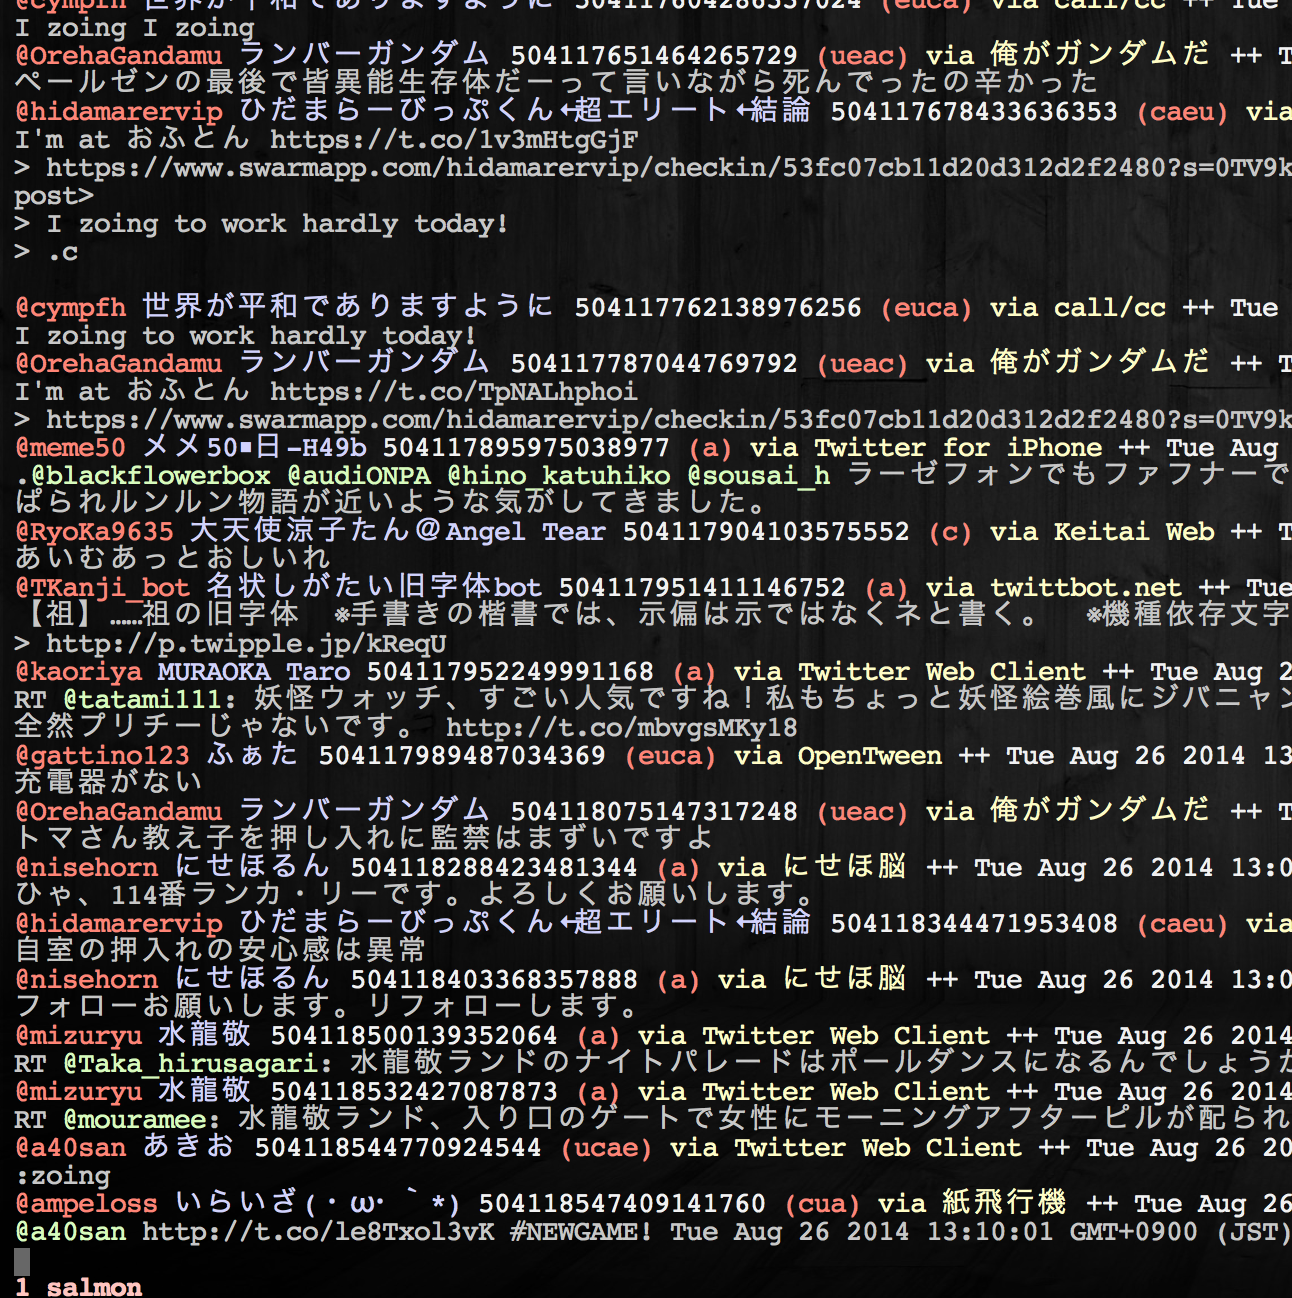 @cympfh 世界が平和でありますように 504117604286337024 (euca) via call/cc ++ Tue
I zoing I zoing
@OrehaGandamu ランバーガンダム 504117651464265729 (ueac) via 俺がガンダムだ ++ T
ペールゼンの最後で皆異能生存体だーって言いながら死んでったの辛かった
@hidamarervip ひだまらーびっぷくん←超エリート←結論 504117678433636353 (caeu) via
I'm at おふとん https://t.co/1v3mHtgGjF
> https://www.swarmapp.com/hidamarervip/checkin/53fc07cb11d20d312d2f2480?s=0TV9k
post>
> I zoing to work hardly today!
> .c
@cympfh 世界が平和でありますように 504117762138976256 (euca) via call/cc ++ Tue
I zoing to work hardly today!
@OrehaGandamu ランバーガンダム 504117787044769792 (ueac) via 俺がガンダムだ ++ T
I'm at おふとん https://t.co/TpNALhphoi
> https://www.swarmapp.com/hidamarervip/checkin/53fc07cb11d20d312d2f2480?s=0TV9k
@meme50 メメ50▪日-H49b 504117895975038977 (a) via Twitter for iPhone ++ Tue Aug
.@blackflowerbox @audiONPA @hino_katuhiko @sousai_h ラーゼフォンでもファフナーで
ぱられルンルン物語が近いような気がしてきました。
@RyoKa9635 大天使涼子たん＠Angel Tear 504117904103575552 (c) via Keitai Web ++ T
あいむあっとおしいれ
@TKanji_bot 名状しがたい旧字体bot 504117951411146752 (a) via twittbot.net ++ Tue
【祖】……祖の旧字体　※手書きの楷書では、示偏は示ではなくネと書く。　※機種依存文字
> http://p.twipple.jp/kReqU
@kaoriya MURAOKA Taro 504117952249991168 (a) via Twitter Web Client ++ Tue Aug 2
RT @tatami111: 妖怪ウォッチ、すごい人気ですね！私もちょっと妖怪絵巻風にジバニャン
全然プリチーじゃないです。 http://t.co/mbvgsMKy18
@gattino123 ふぁた 504117989487034369 (euca) via OpenTween ++ Tue Aug 26 2014 13
充電器がない
@OrehaGandamu ランバーガンダム 504118075147317248 (ueac) via 俺がガンダムだ ++ T
トマさん教え子を押し入れに監禁はまずいですよ
@nisehorn にせほるん 504118288423481344 (a) via にせほ脳 ++ Tue Aug 26 2014 13:0
ひゃ、114番ランカ・リーです。よろしくお願いします。
@hidamarervip ひだまらーびっぷくん←超エリート←結論 504118344471953408 (caeu) via
自室の押入れの安心感は異常
@nisehorn にせほるん 504118403368357888 (a) via にせほ脳 ++ Tue Aug 26 2014 13:0
フォローお願いします。リフォローします。
@mizuryu 水龍敬 504118500139352064 (a) via Twitter Web Client ++ Tue Aug 26 2014
RT @Taka_hirusagari: 水龍敬ランドのナイトパレードはポールダンスになるんでしょうか
@mizuryu 水龍敬 504118532427087873 (a) via Twitter Web Client ++ Tue Aug 26 2014
RT @mouramee: 水龍敬ランド、入り口のゲートで女性にモーニングアフターピルが配られ
@a40san あきお 504118544770924544 (ucae) via Twitter Web Client ++ Tue Aug 26 20
:zoing
@ampeloss いらいざ(・ω・｀*) 504118547409141760 (cua) via 紙飛行機 ++ Tue Aug 26
@a40san http://t.co/le8Txol3vK #NEWGAME! Tue Aug 26 2014 13:10:01 GMT+0900 (JST)
1 salmon